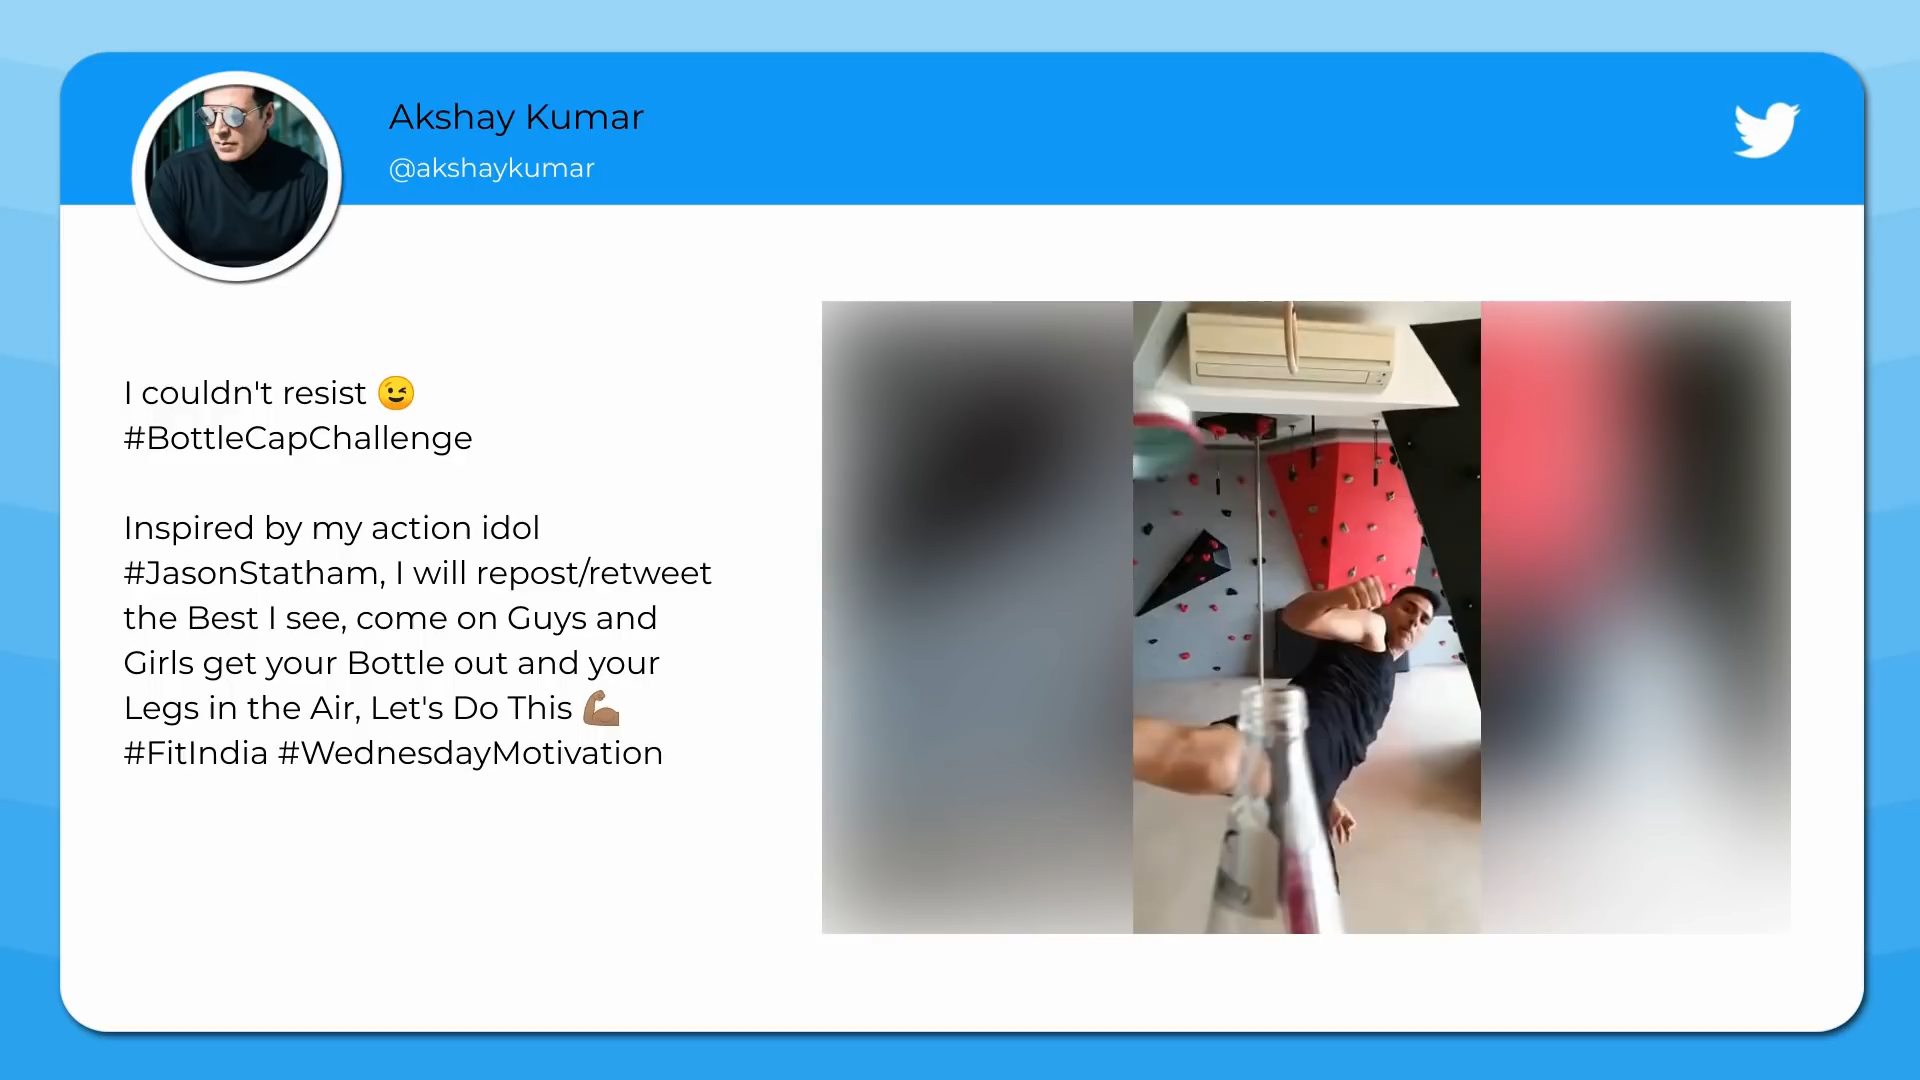 Akshay Kumar
@akshaykumar
I couldn't resist 😉
#BottleCapChallenge
Inspired by my action idol
#JasonStatham, I will repost/retweet
the Best I see, come on Guys and
Girls get your Bottle out and your
Legs in the Air, Let's Do This 💪🏽
#FitIndia #WednesdayMotivation